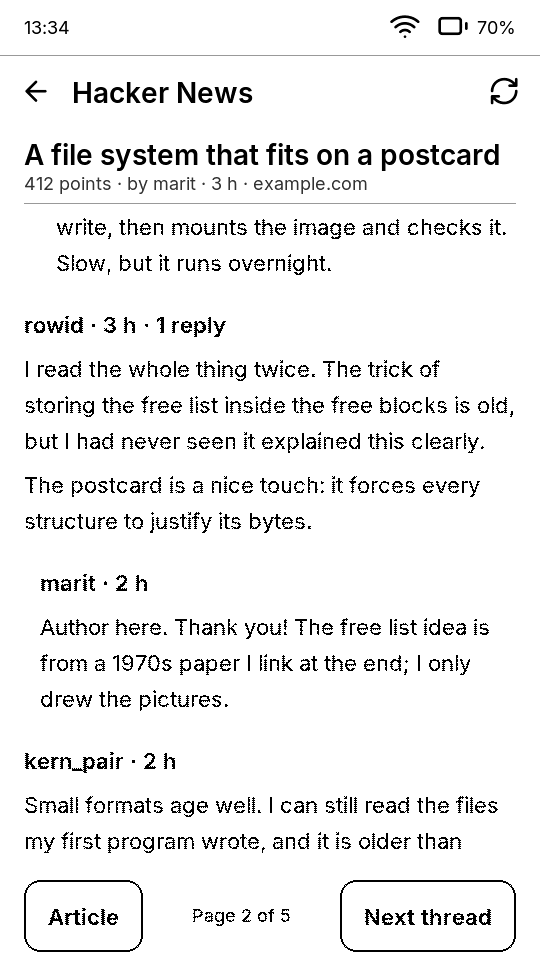 13:34
70%
Hacker News
A file system that fits on a postcard
412 points · by marit · 3 h · example.com
write, then mounts the image and checks it.
Slow, but it runs overnight.
rowid · 3 h · 1 reply
I read the whole thing twice. The trick of
storing the free list inside the free blocks is old,
but I had never seen it explained this clearly.
The postcard is a nice touch: it forces every
structure to justify its bytes.
marit · 2 h
Author here. Thank you! The free list idea is
from a 1970s paper I link at the end; I only
drew the pictures.
kern_pair · 2 h
Small formats age well. I can still read the files
my first program wrote, and it is older than
Article
Page 2 of 5
Next thread